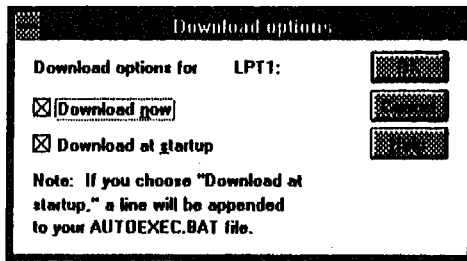 Download options
Download options for LPT1:
Download now
Download at startup
Note: If you choose "Download at
startup," a line will be appended
to your AUTOEXEC.BAT file.